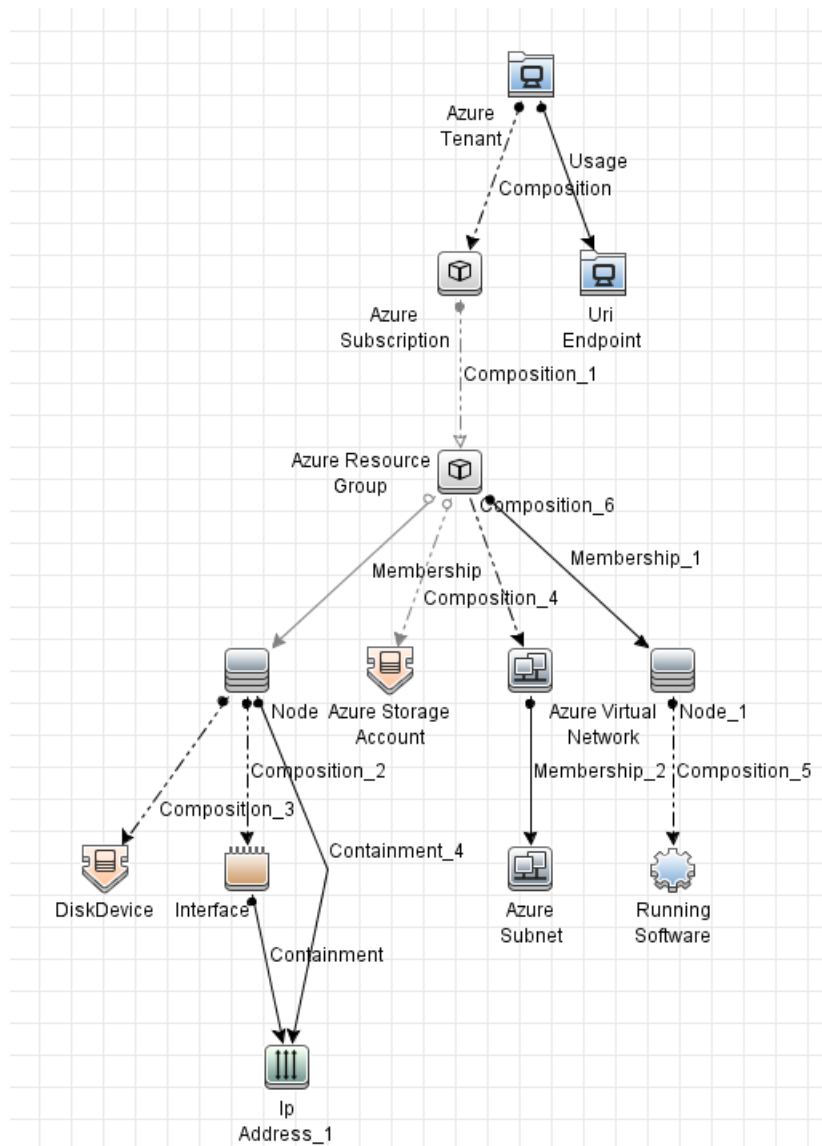 Azure
Tenant
Usage
Composition
Azure
Subscription
Uri
Endpoint
Composition_1
Azure Resource
Group
Composition_6
Membership_1
Membership
Composition_4
Node
Azure Storage
Account
Azure Virtual
Network
Node_1
Composition_2
Membership_2
Composition_5
Composition_3
Containment_4
DiskDevice
Interface
Azure
Subnet
Running
Software
Containment
Ip
Address_1